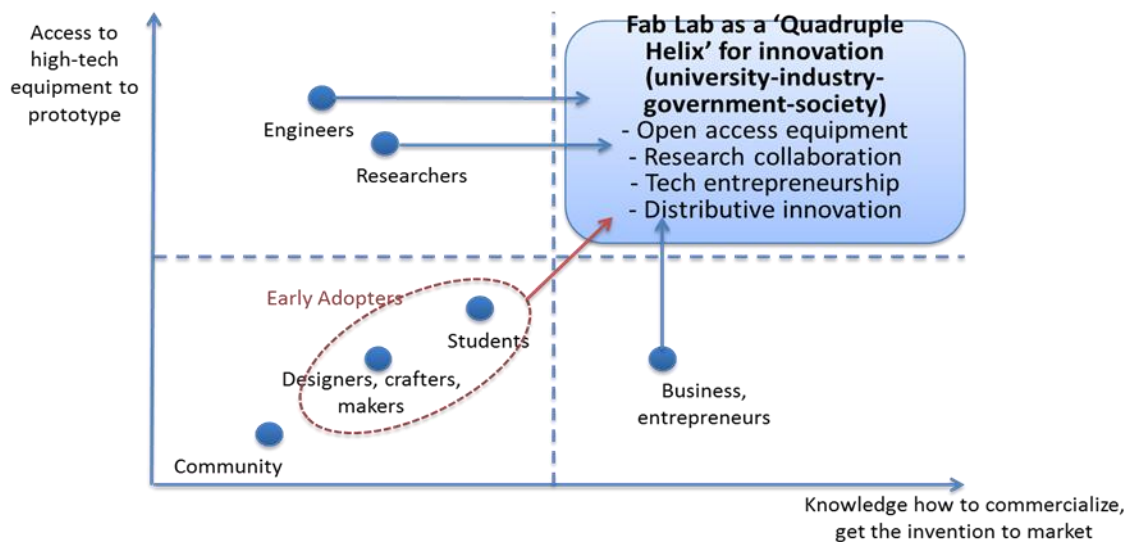 Access to
high-tech
equipment to
prototype
Fab Lab as a ‘Quadruple
Helix’ for innovation
(university-industry-
government-society)
- Open access equipment
- Research collaboration
- Tech entrepreneurship
- Distributive innovation
Engineers
Researchers
Early Adopters
Students
Designers, crafters,
makers
Community
Business,
entrepreneurs
Knowledge how to commercialize,
get the invention to market